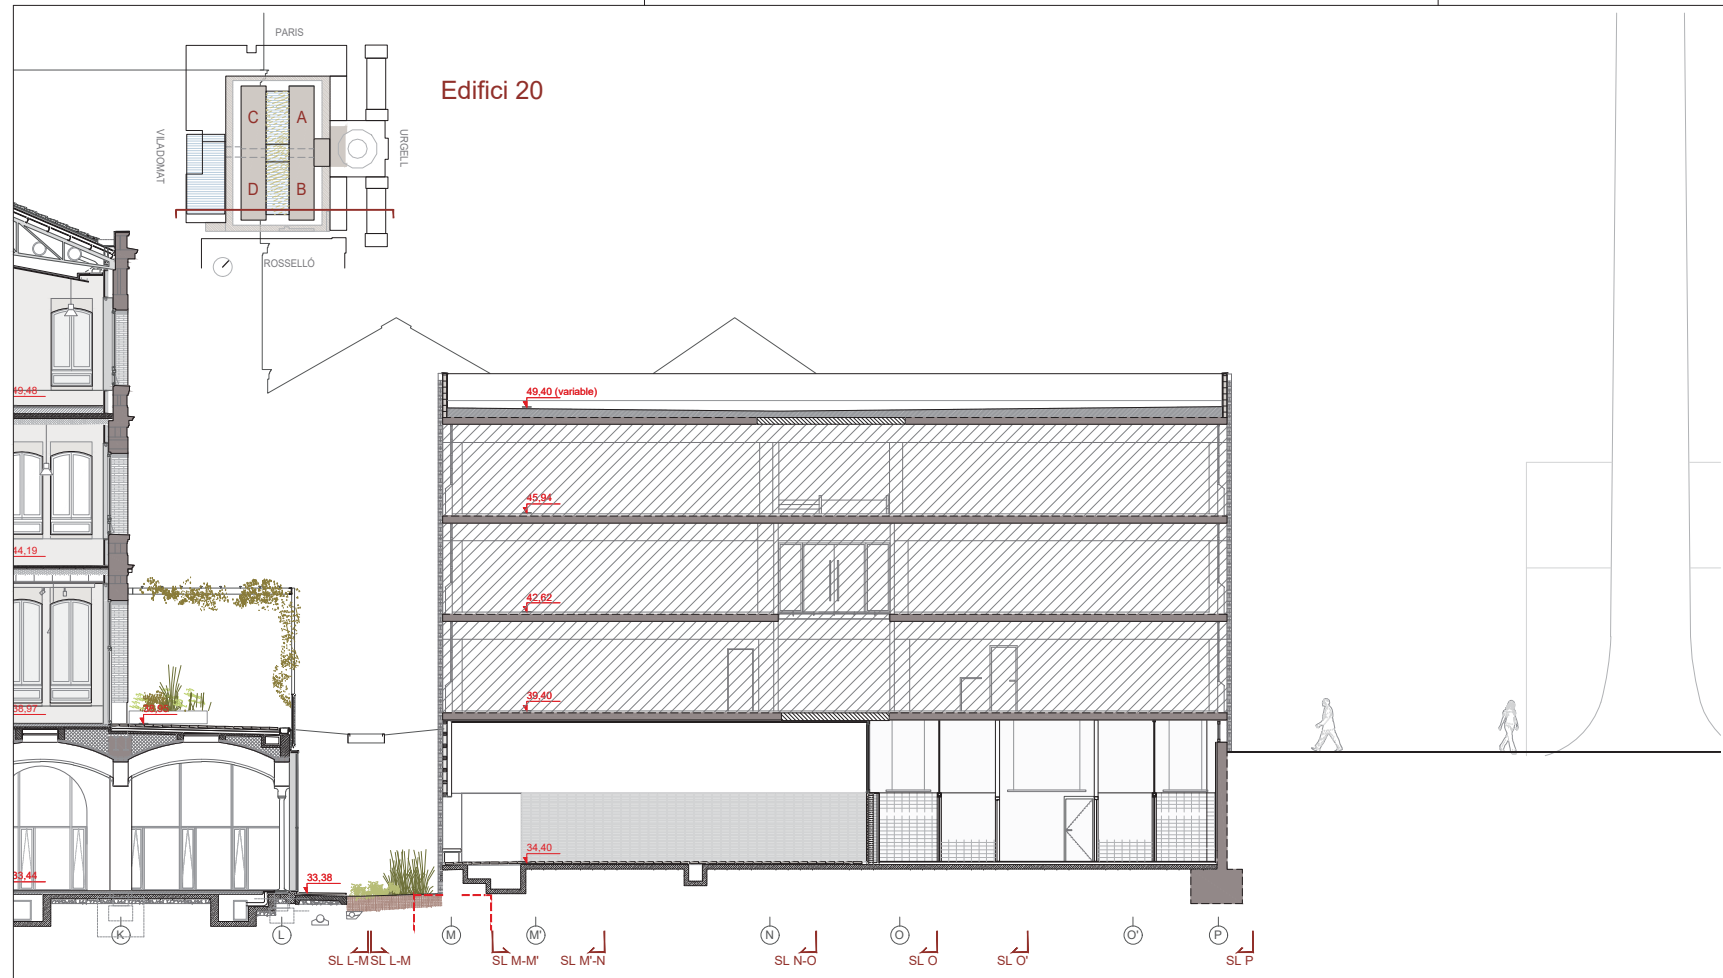 PARIS
Edifici 20
C
A
VILADOMAT
URGELL
D
B
ROSSELLÓ
49,48
49,40 (variable)
45,94
44,19
42,62
39,40
38,97
34,40
33,44
33,38
K
L
M
M'
N
O
O'
P
SL L-M
SL L-M
SL M-M'
SL M'-N
SL N-O
SL O
SL O'
SL P